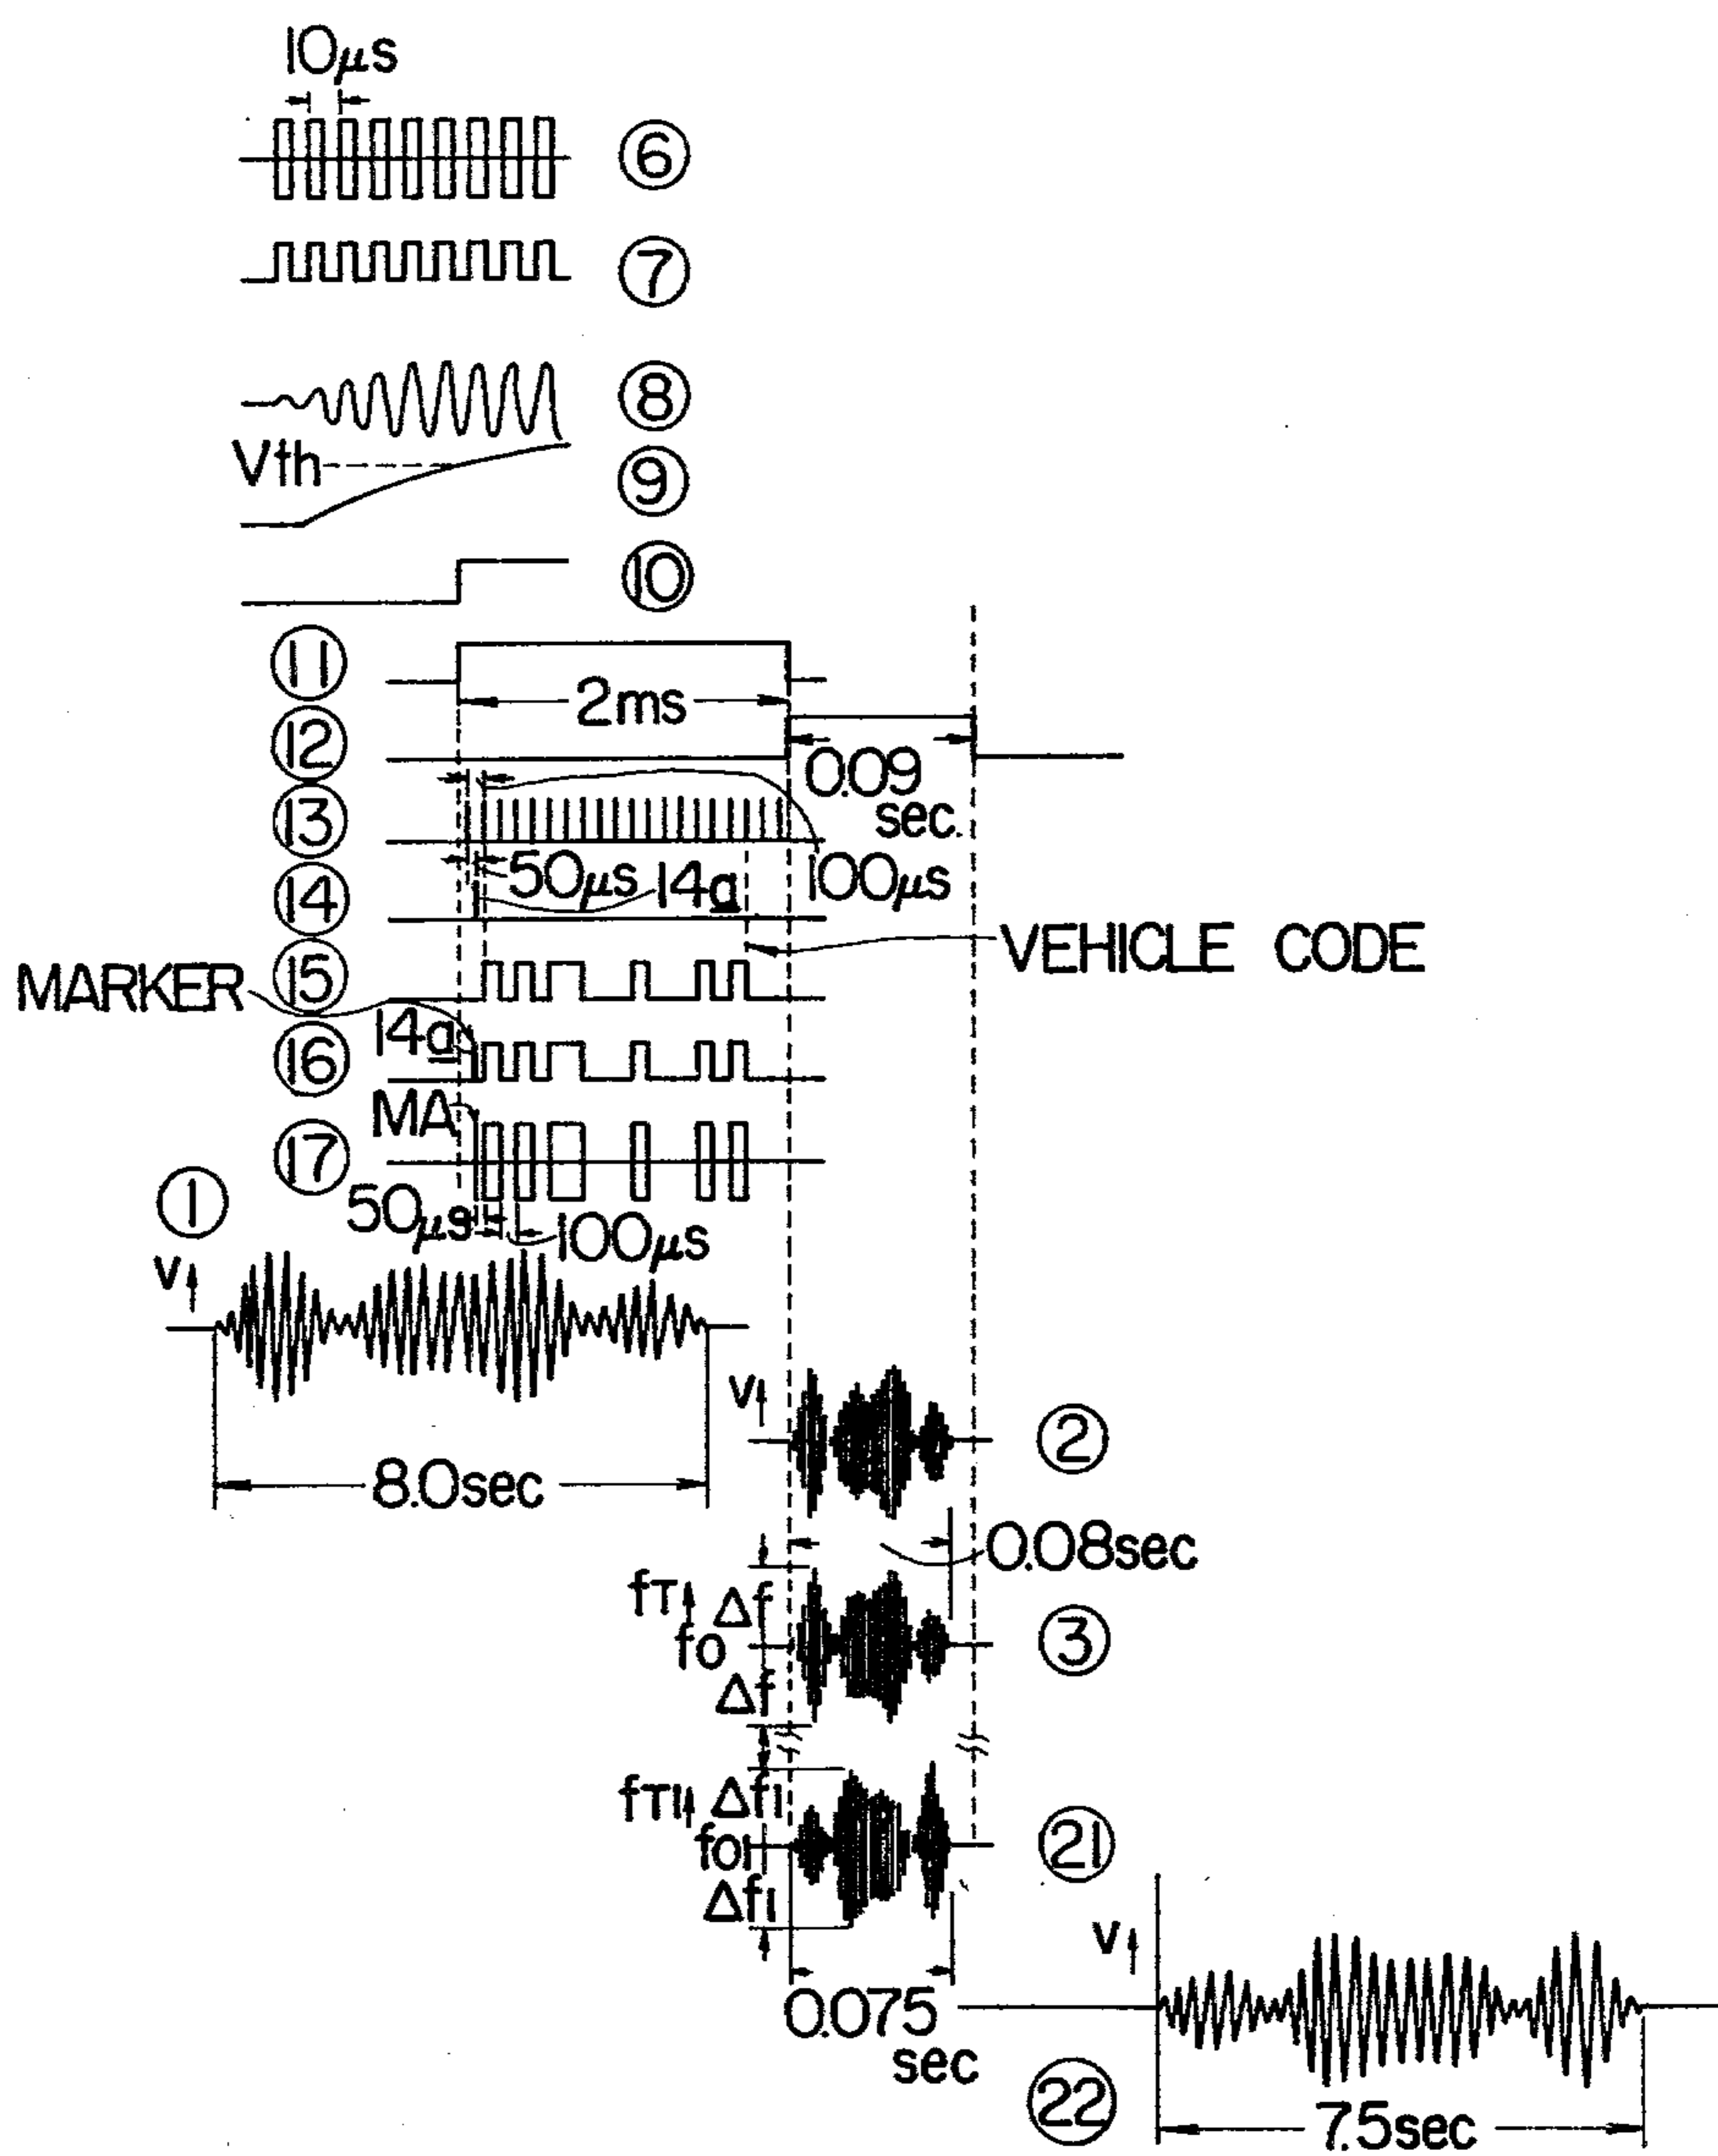 10μs
⑥
⑦
⑧
Vth
⑨
⑩
⑪
2ms
⑫
0.09
sec.
⑬
100μs
50μs
14a
⑭
VEHICLE CODE
MARKER
⑮
14a
⑯
MA
⑰
①
50μs
100μs
V
8.0sec
V
②
0.08sec
fT
Δf
fo
Δf
③
fT1
Δf1
fo1
Δf1
㉑
0.075
sec
V
㉒
7.5sec